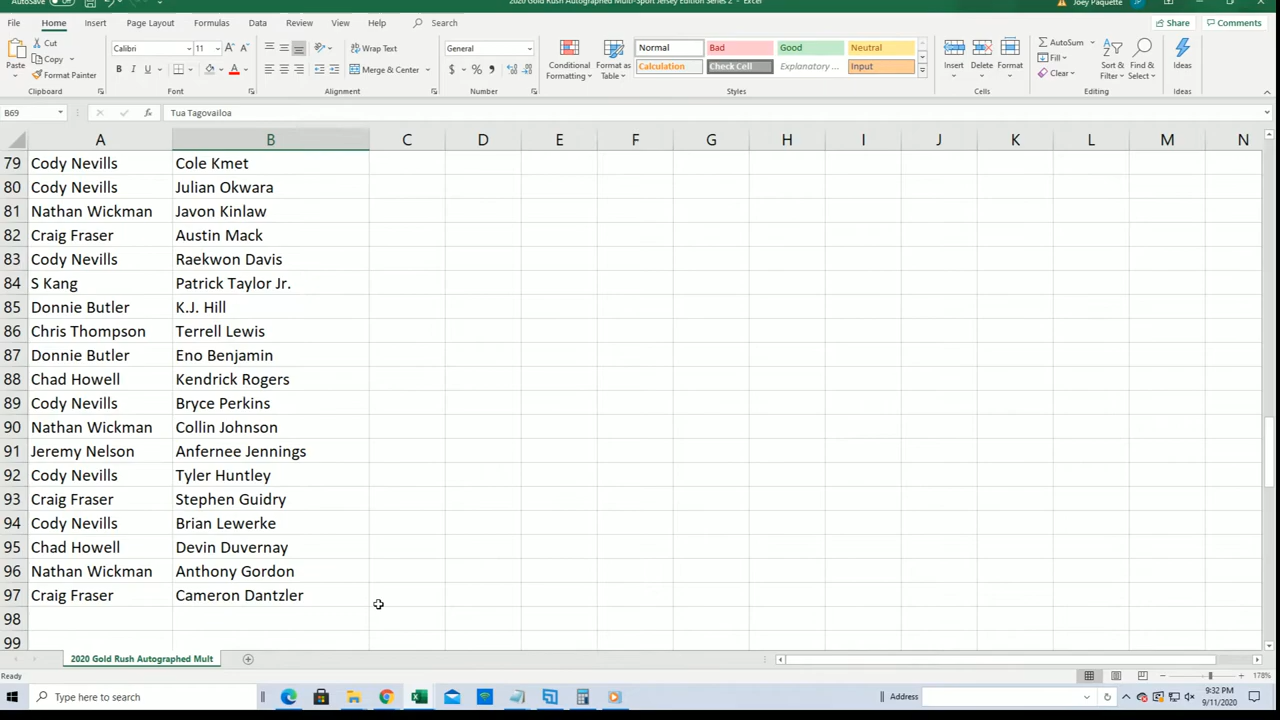 AutoSave
2020 Gold Rush Autographed Multi-Sport Jersey Edition Series 2 - Excel
Joey Paquette
File Home Insert Page Layout Formulas Data Review View Help Search Share Comments
Cut
Copy
Format Painter
Paste
Calibri 11
B I U
Wrap Text
Merge & Center
General
$ % ,
Conditional Formatting
Format as Table
Normal Bad Good Neutral
Calculation Check Cell Explanatory ... Input
Insert Delete Format
AutoSum
Fill
Clear
Sort & Filter
Find & Select
Ideas
Clipboard Font Alignment Number Styles Cells Editing Ideas
B69 fx Tua Tagovailoa
A B C D E F G H I J K L M N
79 Cody Nevills Cole Kmet
80 Cody Nevills Julian Okwara
81 Nathan Wickman Javon Kinlaw
82 Craig Fraser Austin Mack
83 Cody Nevills Raekwon Davis
84 S Kang Patrick Taylor Jr.
85 Donnie Butler K.J. Hill
86 Chris Thompson Terrell Lewis
87 Donnie Butler Eno Benjamin
88 Chad Howell Kendrick Rogers
89 Cody Nevills Bryce Perkins
90 Nathan Wickman Collin Johnson
91 Jeremy Nelson Anfernee Jennings
92 Cody Nevills Tyler Huntley
93 Craig Fraser Stephen Guidry
94 Cody Nevills Brian Lewerke
95 Chad Howell Devin Duvernay
96 Nathan Wickman Anthony Gordon
97 Craig Fraser Cameron Dantzler
98
99
2020 Gold Rush Autographed Mult
Ready 178%
Type here to search Address 9:32 PM
9/11/2020